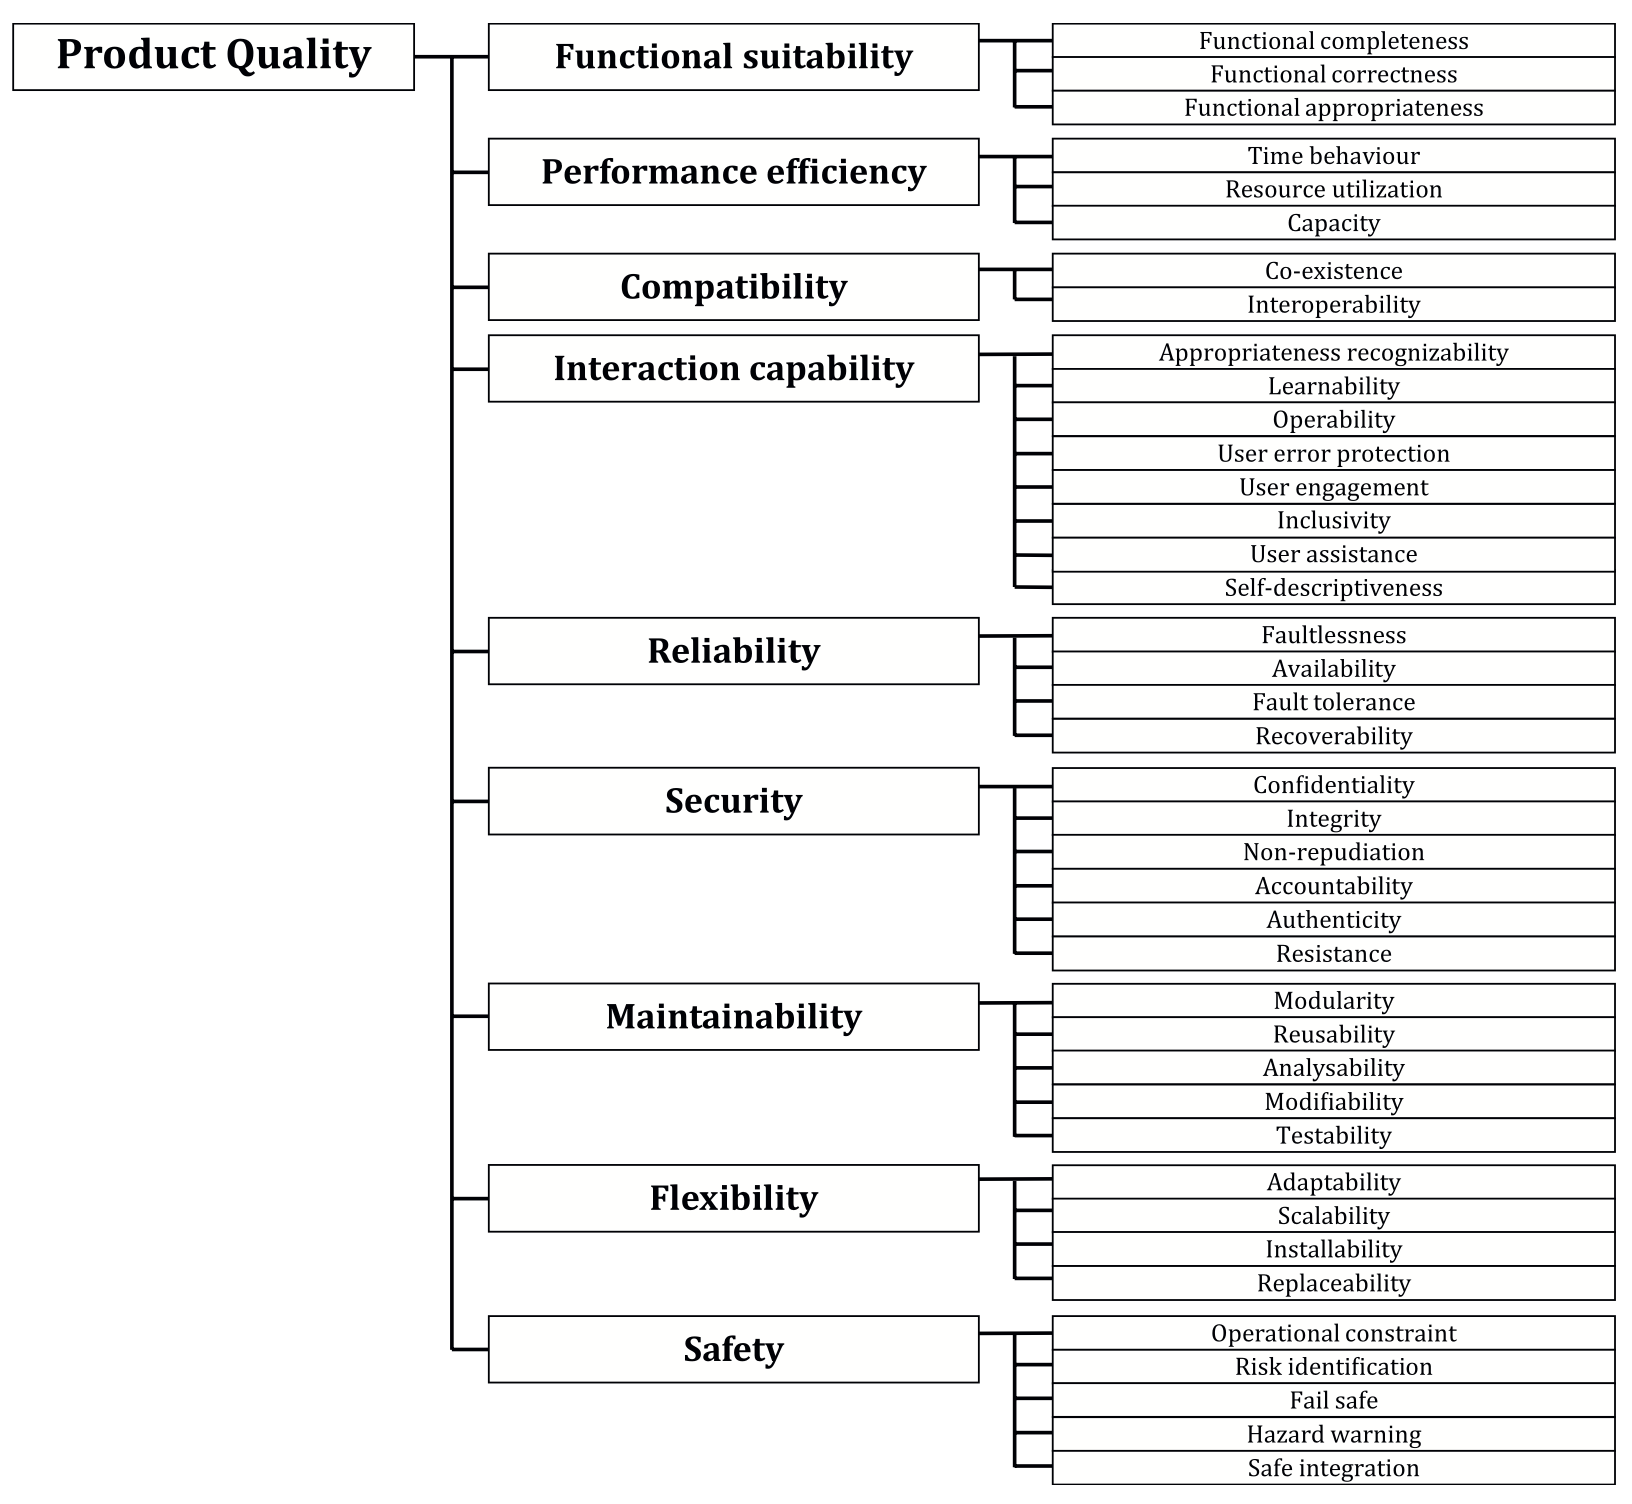 Product Quality
Functional suitability
Functional completeness
Functional correctness
Functional appropriateness
Performance efficiency
Time behaviour
Resource utilization
Capacity
Compatibility
Co-existence
Interoperability
Interaction capability
Appropriateness recognizability
Learnability
Operability
User error protection
User engagement
Inclusivity
User assistance
Self-descriptiveness
Reliability
Faultlessness
Availability
Fault tolerance
Recoverability
Security
Confidentiality
Integrity
Non-repudiation
Accountability
Authenticity
Resistance
Maintainability
Modularity
Reusability
Analysability
Modifiability
Testability
Flexibility
Adaptability
Scalability
Installability
Replaceability
Safety
Operational constraint
Risk identification
Fail safe
Hazard warning
Safe integration